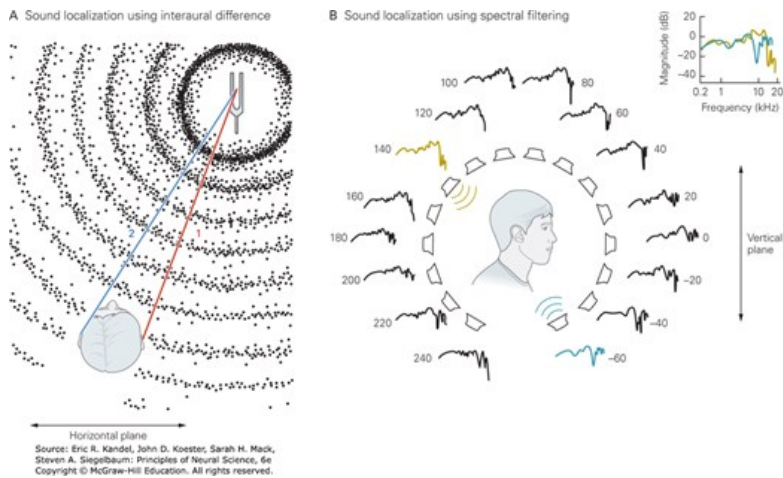 A Sound localization using interaural difference
2
1
Horizontal plane
Source: Eric R. Kandel, John D. Koester, Sarah H. Mack,
Steven A. Siegelbaum: Principles of Neural Science, 6e
Copyright © McGraw-Hill Education. All rights reserved.
B Sound localization using spectral filtering
Magnitude (dB)
20
0
−20
−40
0.2 1 10 20
Frequency (kHz)
100
80
120
60
140
40
160
20
180
0
200
−20
220
−40
240
−60
Vertical
plane